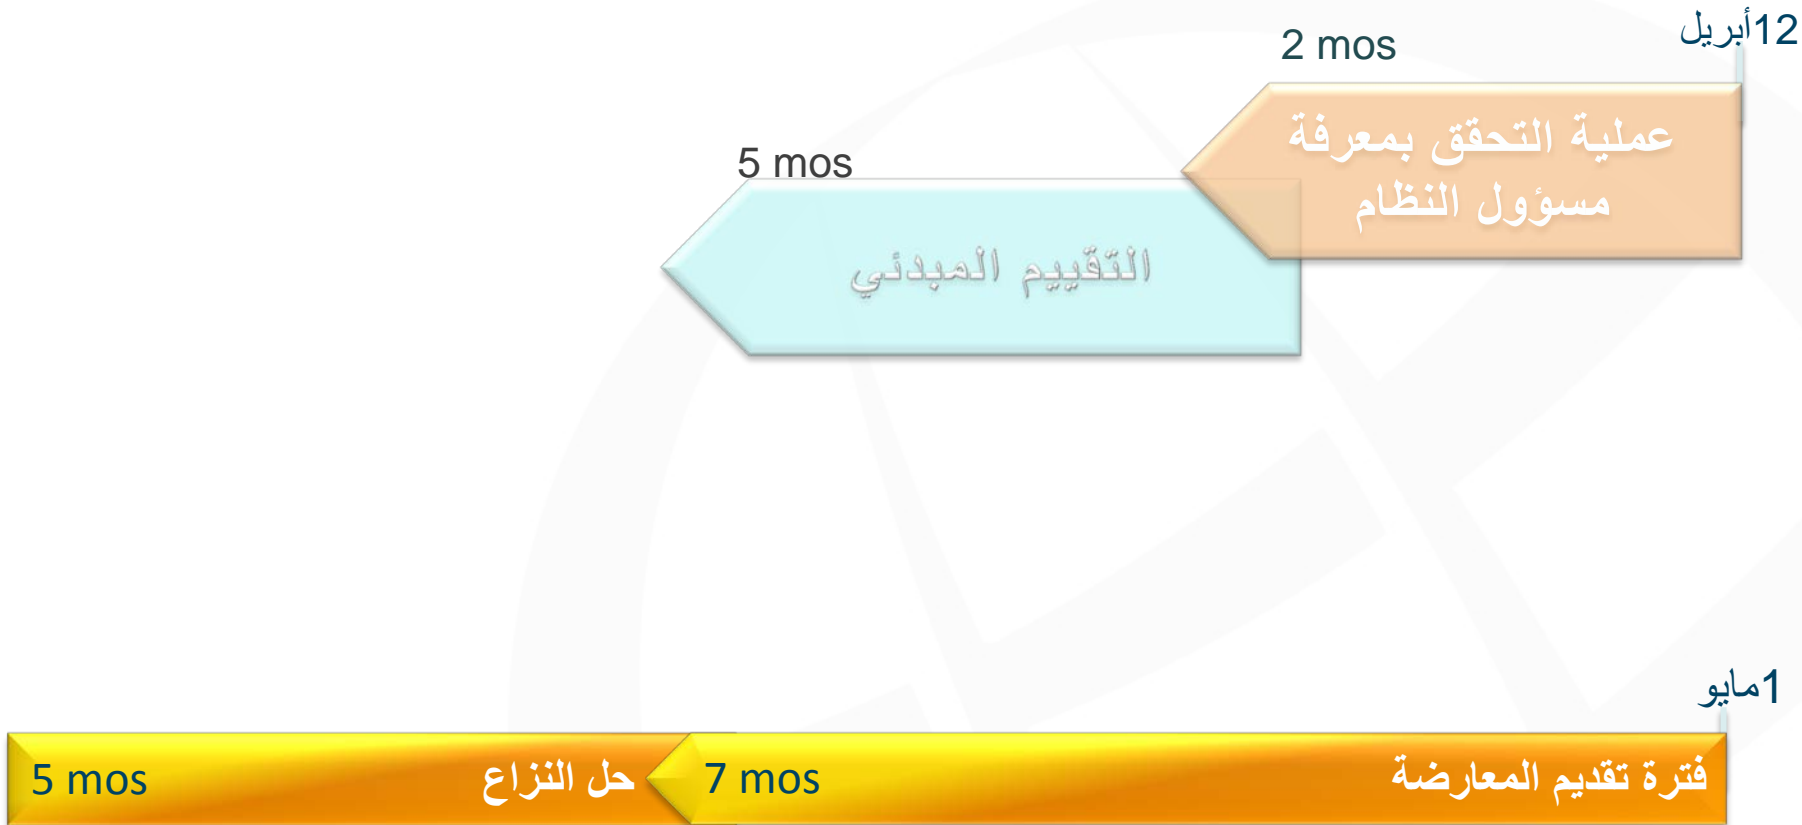 12أبريل
2 mos
عملية التحقق بمعرفة
مسؤول النظام
5 mos
التقييم المبدئي
1مايو
فترة تقديم المعارضة
7 mos
حل النزاع
5 mos